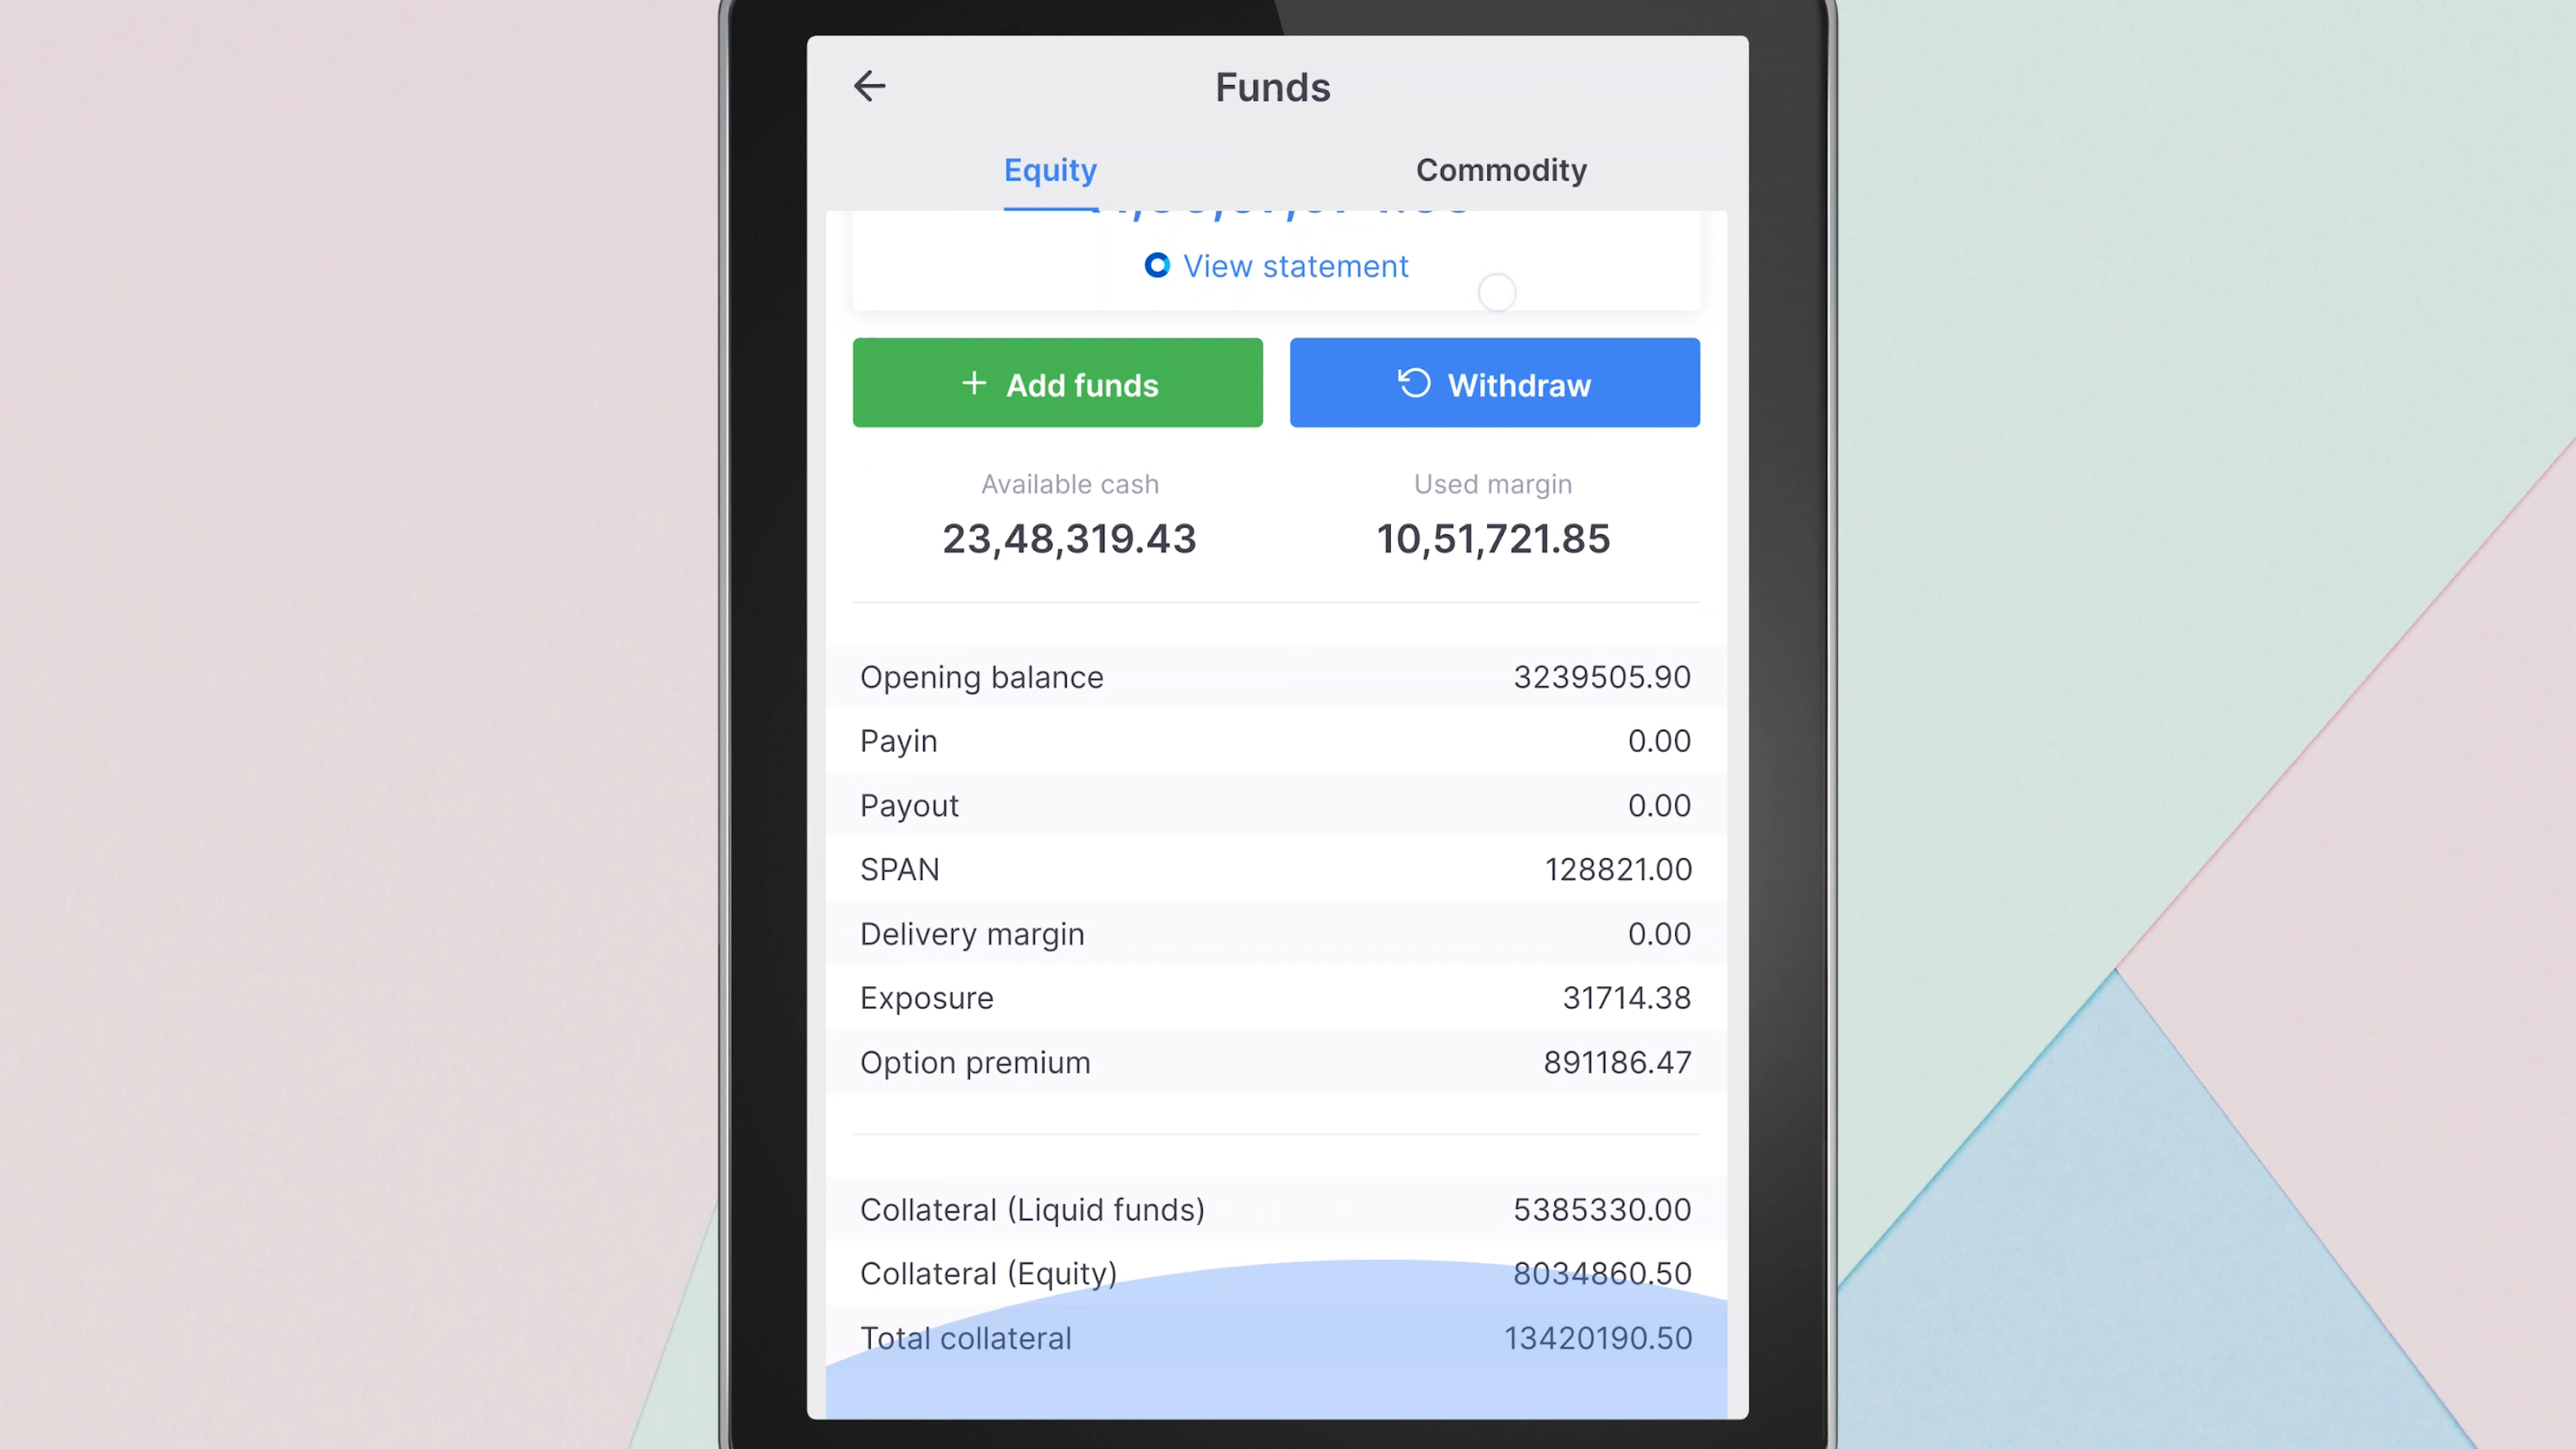 Funds
Equity
Commodity
View statement
Add funds
Withdraw
Available cash
Used margin
23,48,319.43
10,51,721.85
Opening balance 3239505.90
Payin 0.00
Payout 0.00
SPAN 128821.00
Delivery margin 0.00
Exposure 31714.38
Option premium 891186.47
Collateral (Liquid funds) 5385330.00
Collateral (Equity) 8034860.50
Total collateral 13420190.50